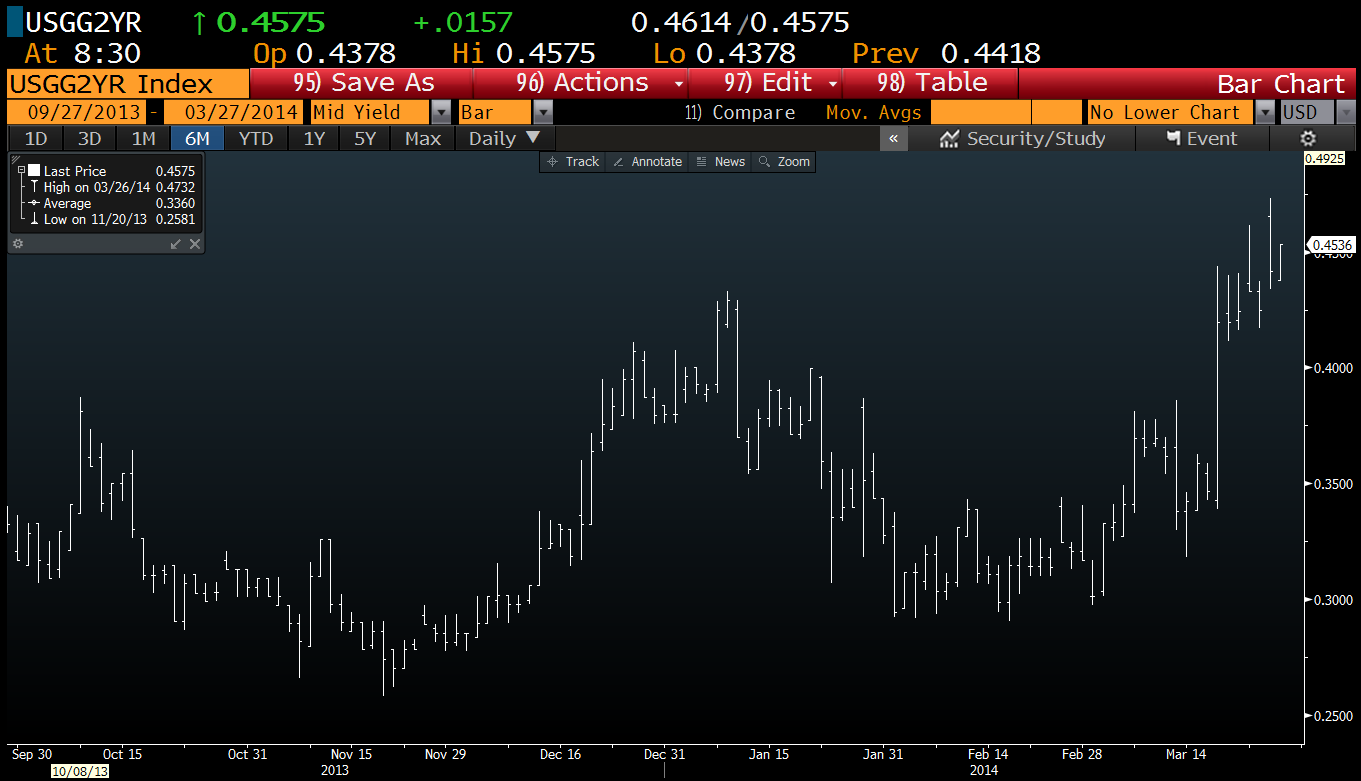 USGG2YR ↑ 0.4575 +.0157 0.4614/0.4575
At 8:30 Op 0.4378 Hi 0.4575 Lo 0.4378 Prev 0.4418
USGG2YR Index 95) Save As 96) Actions 97) Edit 98) Table Bar Chart
09/27/2013 - 03/27/2014 Mid Yield Bar 11) Compare Mov. Avgs No Lower Chart USD
1D 3D 1M 6M YTD 1Y 5Y Max Daily ▼ « Security/Study Event
Track Annotate News Zoom
Last Price 0.4575
High on 03/26/14 0.4732
Average 0.3360
Low on 11/20/13 0.2581
0.4925
0.4536
0.4500
0.4000
0.3500
0.3000
0.2500
Sep 30 Oct 15 Oct 31 Nov 15 Nov 29 Dec 16 Dec 31 Jan 15 Jan 31 Feb 14 Feb 28 Mar 14
10/08/13 2013 2014